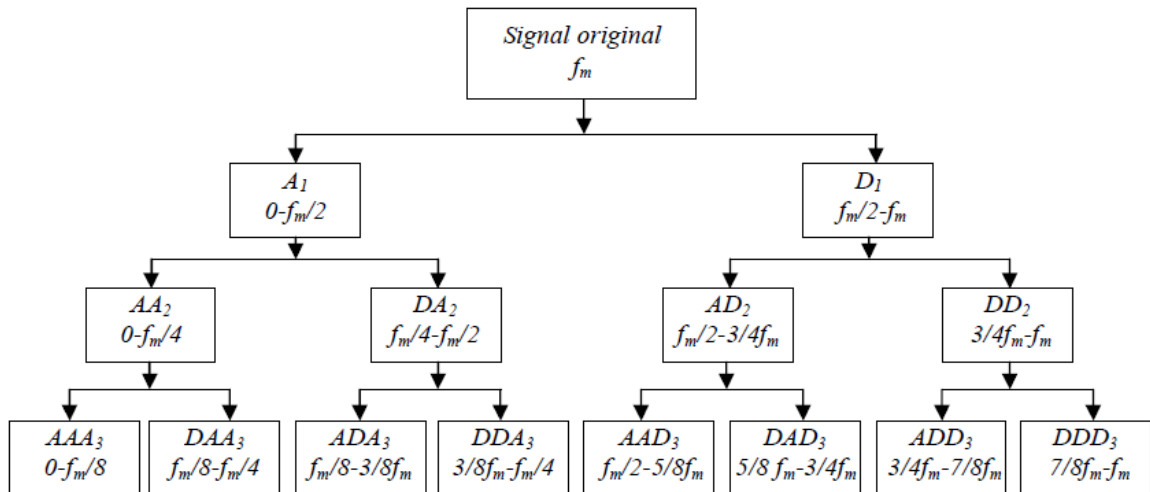 Signal original
fₘ
A₁
0-fₘ/2
D₁
fₘ/2-fₘ
AA₂
0-fₘ/4
DA₂
fₘ/4-fₘ/2
AD₂
fₘ/2-3/4fₘ
DD₂
3/4fₘ-fₘ
AAA₃
0-fₘ/8
DAA₃
fₘ/8-fₘ/4
ADA₃
fₘ/8-3/8fₘ
DDA₃
3/8fₘ-fₘ/4
AAD₃
fₘ/2-5/8fₘ
DAD₃
5/8 fₘ-3/4fₘ
ADD₃
3/4fₘ-7/8fₘ
DDD₃
7/8fₘ-fₘ